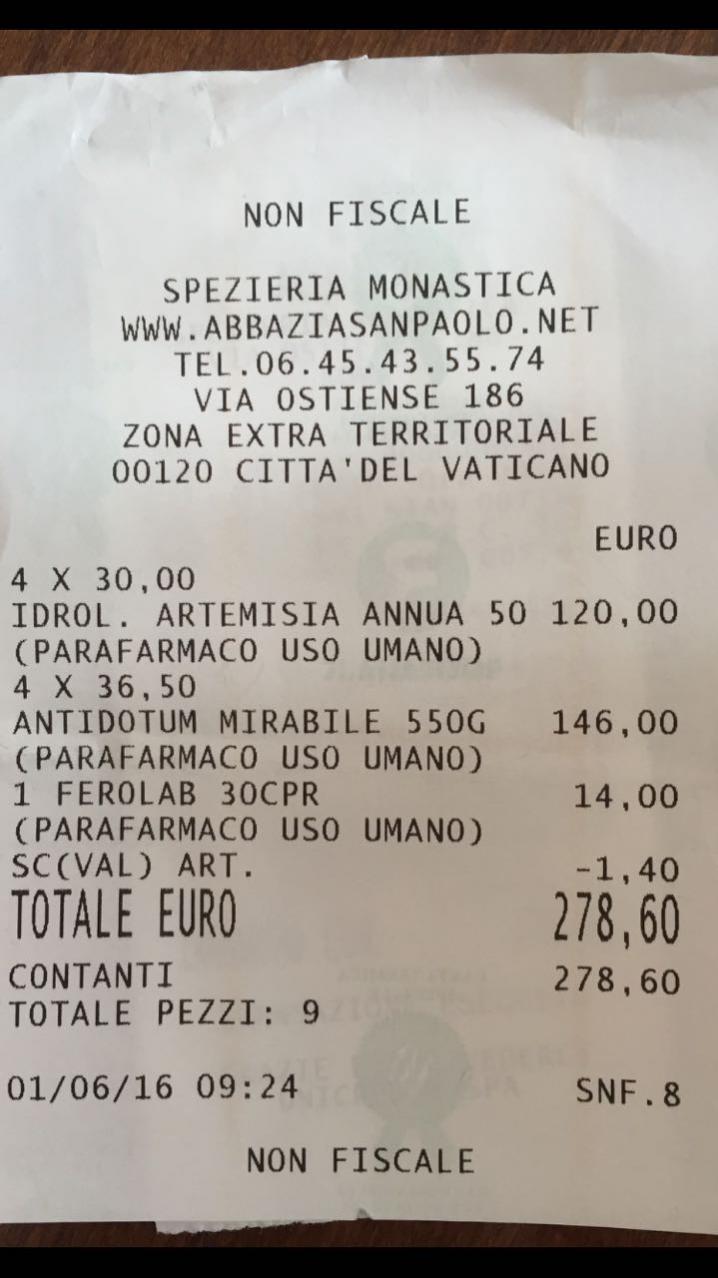 NON FISCALE
SPEZIERIA MONASTICA
WWW.ABBAZIASANPAOLO.NET
TEL.06.45.43.55.74
VIA OSTIENSE 186
ZONA EXTRA TERRITORIALE
00120 CITTA'DEL VATICANO
EURO
4 X 30,00
IDROL. ARTEMISIA ANNUA 50 120,00
(PARAFARMACO USO UMANO)
4 X 36,50
ANTIDOTUM MIRABILE 550G 146,00
(PARAFARMACO USO UMANO)
1 FEROLAB 30CPR 14,00
(PARAFARMACO USO UMANO)
SC(VAL) ART. -1,40
TOTALE EURO 278,60
CONTANTI 278,60
TOTALE PEZZI: 9
01/06/16 09:24 SNF.8
NON FISCALE